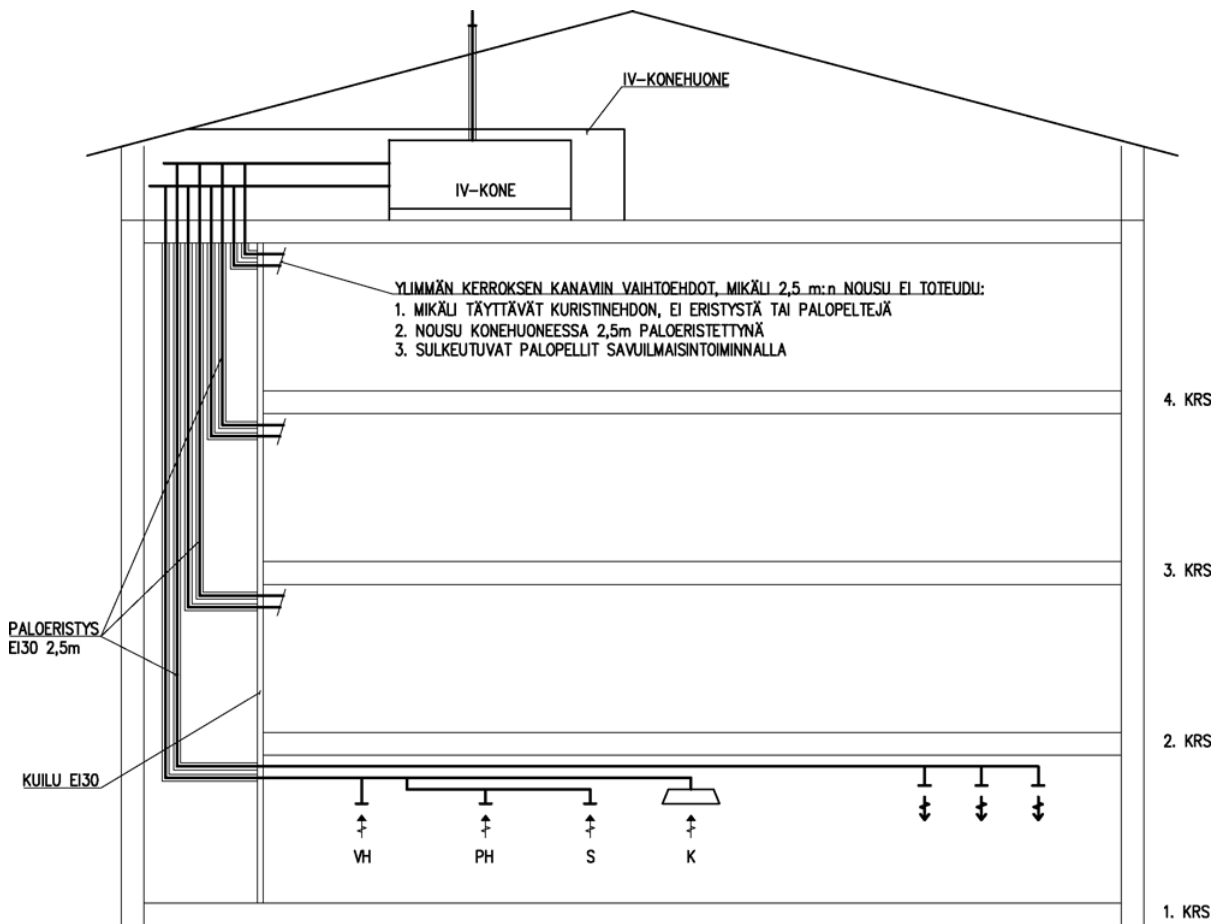 IV-KONEHUONE
IV-KONE
YLIMMÄN KERROKSEN KANAVIIN VAIHTOEHDOT, MIKÄLI 2,5 m:n NOUSU EI TOTEUDU:
1. MIKÄLI TÄYTTÄVÄT KURISTINEHDON, EI ERISTYSTÄ TAI PALOPELTEJÄ
2. NOUSU KONEHUONEESSA 2,5m PALOERISTETTYNÄ
3. SULKEUTUVAT PALOPELLIT SAVUILMAISINTOIMINNALLA
4. KRS
3. KRS
PALOERISTYS
EI30 2,5m
2. KRS
KUILU EI30
VH
PH
S
K
1. KRS